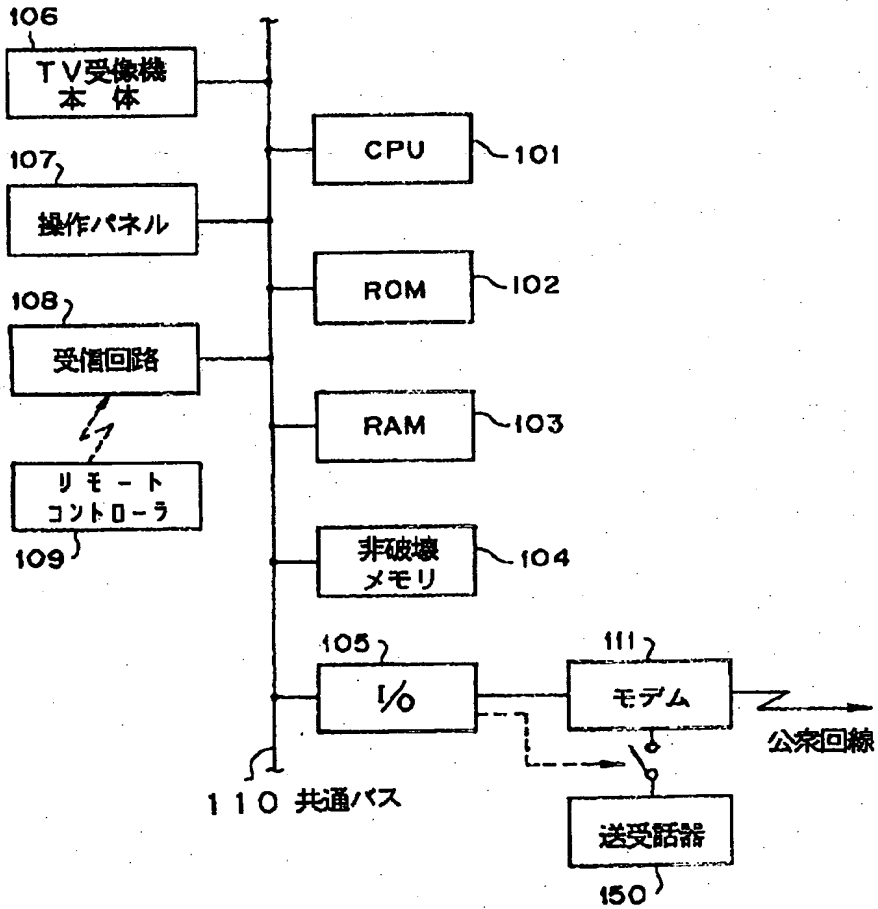 106
TV受像機
本体
CPU
101
107
操作パネル
ROM
102
108
受信回路
RAM
103
リモート
コントローラ
109
非破壊
メモリ
104
105
I/O
111
モデム
公衆回線
110 共通バス
送受話器
150